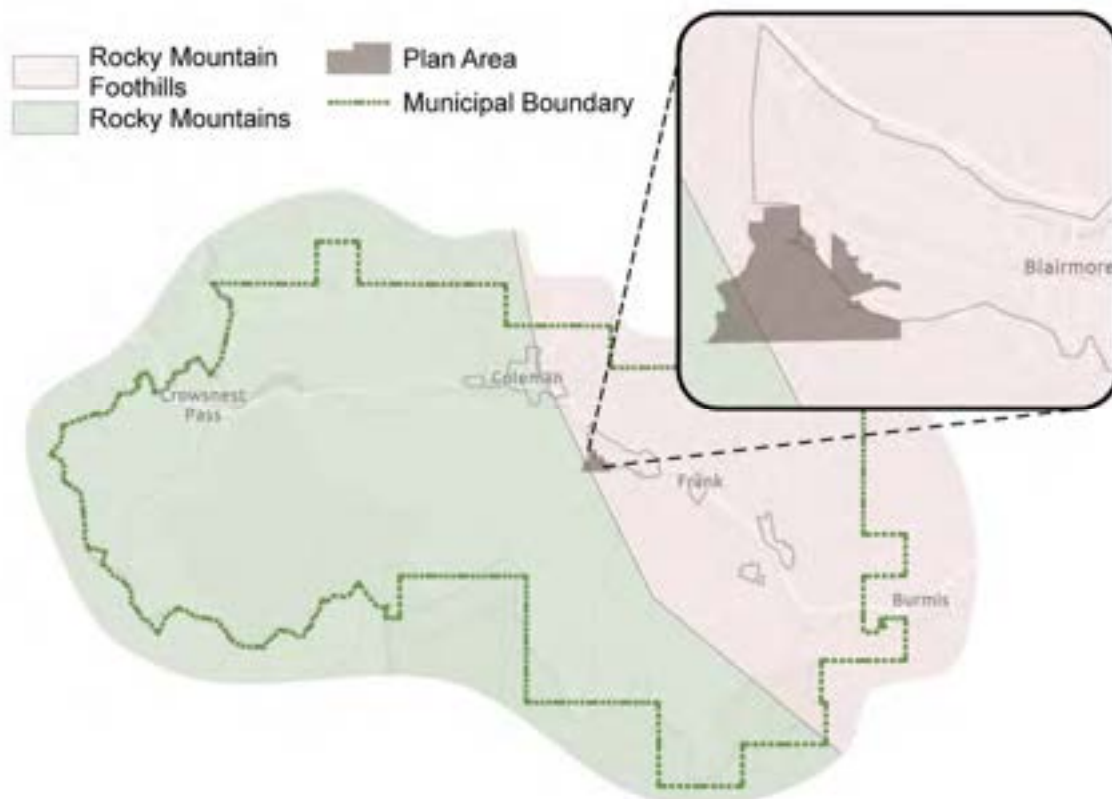 Rocky Mountain
Foothills
Rocky Mountains
Plan Area
Municipal Boundary
Blairmore
Coleman
Crowsnest
Pass
Frank
Burmis